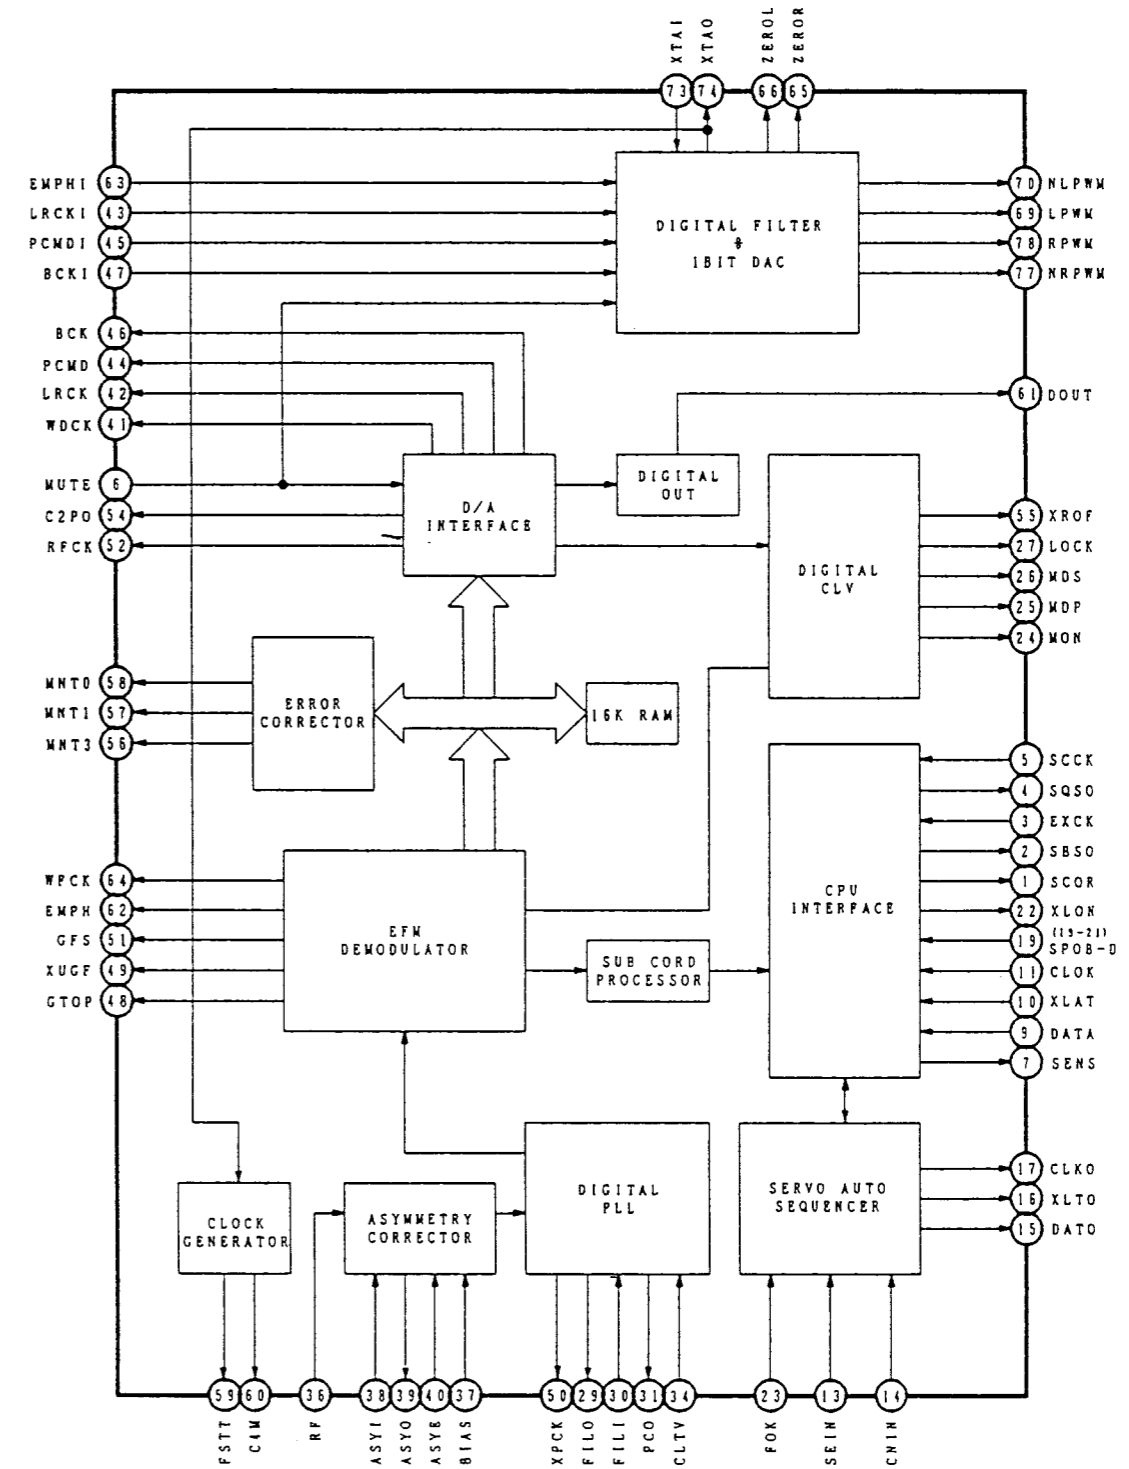 XTAI
XTAO
ZEROL
ZEROR
73
74
66
65
EMPHI 63
LRCKI 43
PCMDI 45
BCKI 47
DIGITAL FILTER
&
1BIT DAC
70 NLPWM
69 LPWM
78 RPWM
77 NRPWM
BCK 46
PCMD 44
LRCK 42
WDCK 41
61 DOUT
MUTE 6
C2PO 54
RFCK 52
D/A
INTERFACE
DIGITAL
OUT
DIGITAL
CLV
55 XROF
27 LOCK
26 MDS
25 MDP
24 MON
MNT0 58
MNT1 57
MNT3 56
ERROR
CORRECTOR
16K RAM
CPU
INTERFACE
5 SCCK
4 SQSO
3 EXCK
2 SBSO
1 SCOR
22 XLON
(19-21)
19 SPOB-D
11 CLOK
10 XLAT
9 DATA
7 SENS
WFCK 64
EMPH 62
GFS 51
XUGF 49
GTOP 48
EFM
DEMODULATOR
SUB CORD
PROCESSOR
CLOCK
GENERATOR
ASYMMETRY
CORRECTOR
DIGITAL
PLL
SERVO AUTO
SEQUENCER
17 CLKO
16 XLTO
15 DATO
59
60
36
38
39
40
37
50
29
30
31
34
23
13
14
FSTT
C4M
RF
ASYI
ASYO
ASYE
BIAS
XPCK
FILO
FILI
PCO
CLTV
FOK
SEIN
CNIN